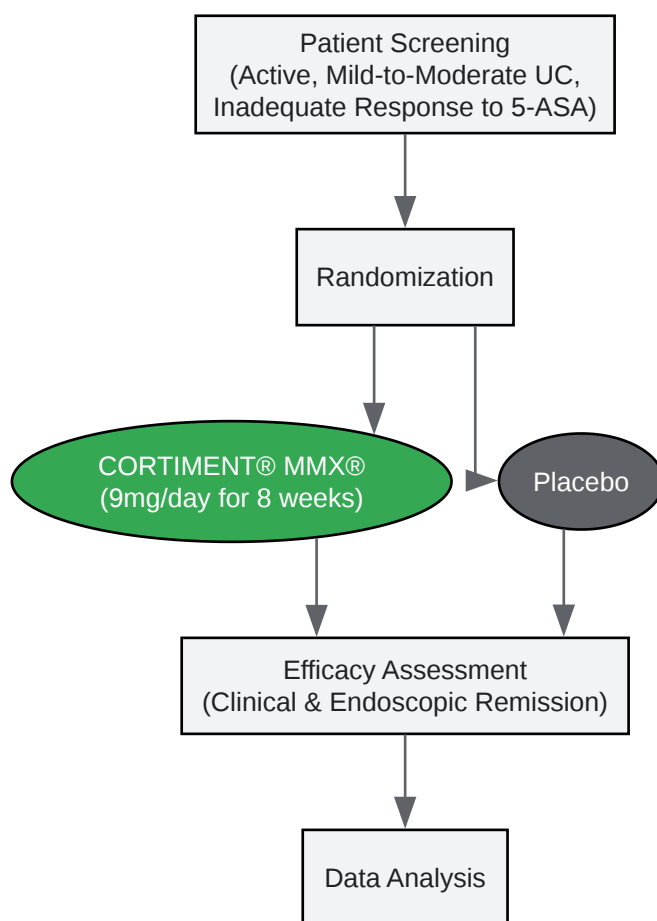 Patient Screening
(Active, Mild-to-Moderate UC,
Inadequate Response to 5-ASA)
Randomization
CORTIMENT® MMX®
(9mg/day for 8 weeks)
Placebo
Efficacy Assessment
(Clinical & Endoscopic Remission)
Data Analysis